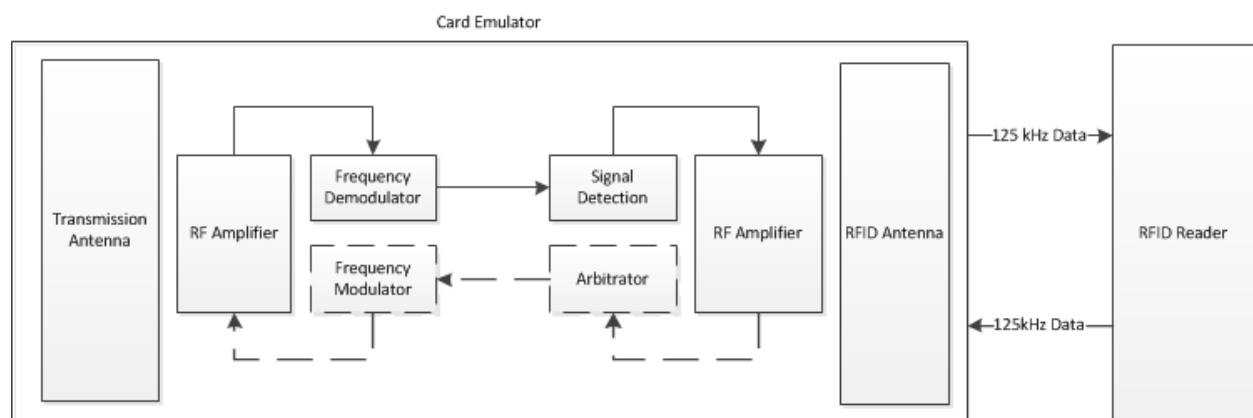 Card Emulator
Transmission
Antenna
RF Amplifier
Frequency
Demodulator
Signal
Detection
Frequency
Modulator
Arbitrator
RF Amplifier
RFID Antenna
125 kHz Data
125kHz Data
RFID Reader